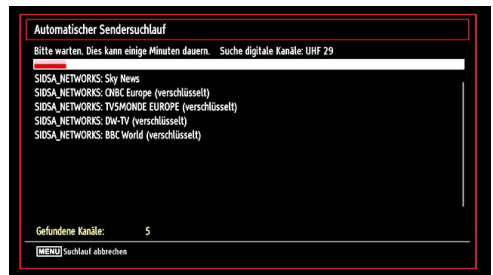 Automatischer Sendersuchlauf
Bitte warten. Dies kann einige Minuten dauern. Suche digitale Kanäle: UHF 29
SIDSA_NETWORKS: Sky News
SIDSA_NETWORKS: CNBC Europe (verschlüsselt)
SIDSA_NETWORKS: TV5MONDE EUROPE (verschlüsselt)
SIDSA_NETWORKS: DW-TV (verschlüsselt)
SIDSA_NETWORKS: BBC World (verschlüsselt)
Gefundene Kanäle: 5
MENU Suchlauf abbrechen